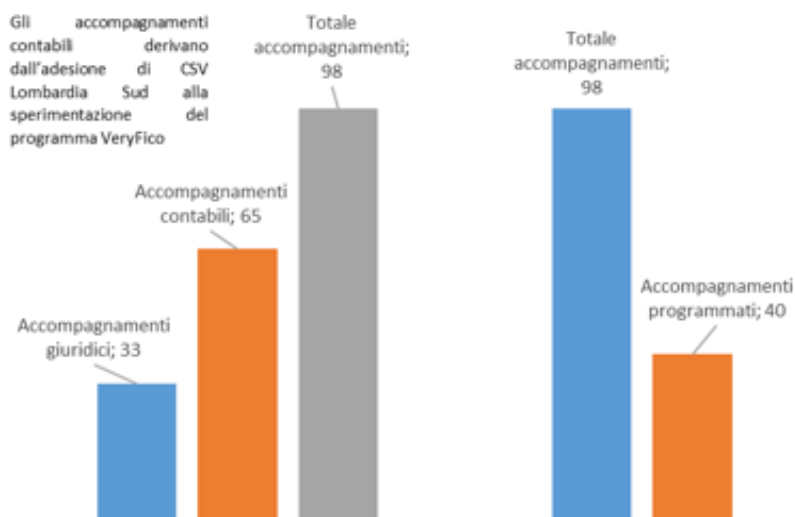 Gli accompagnamenti
contabili derivano
dall'adesione di CSV
Lombardia Sud alla
sperimentazione del
programma VeryFico
Totale
accompagnamenti;
98
Accompagnamenti
contabili; 65
Accompagnamenti
giuridici; 33
Totale
accompagnamenti;
98
Accompagnamenti
programmati; 40